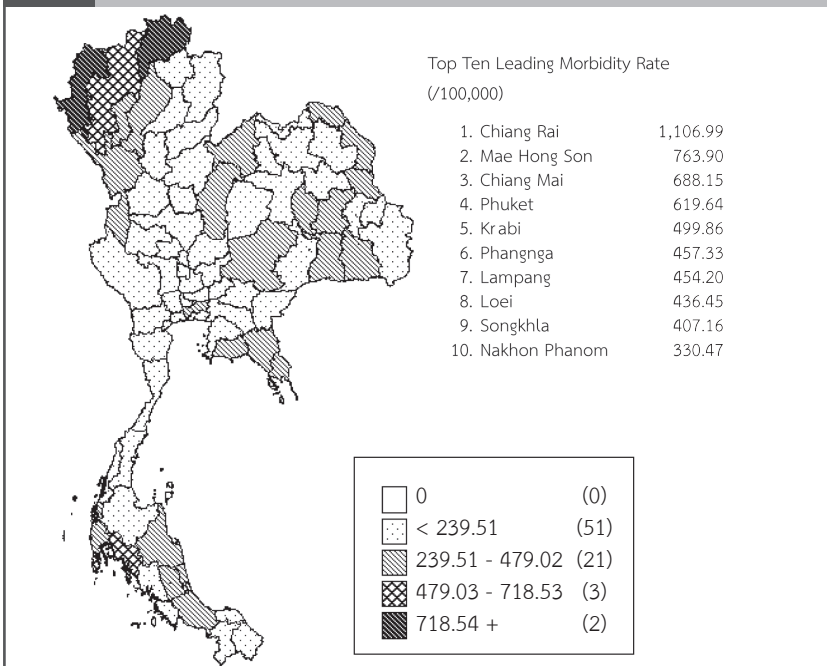 Top Ten Leading Morbidity Rate
(/100,000)
1. Chiang Rai 1,106.99
2. Mae Hong Son 763.90
3. Chiang Mai 688.15
4. Phuket 619.64
5. Krabi 499.86
6. Phangnga 457.33
7. Lampang 454.20
8. Loei 436.45
9. Songkhla 407.16
10. Nakhon Phanom 330.47
0 (0)
< 239.51 (51)
239.51 - 479.02 (21)
479.03 - 718.53 (3)
718.54 + (2)